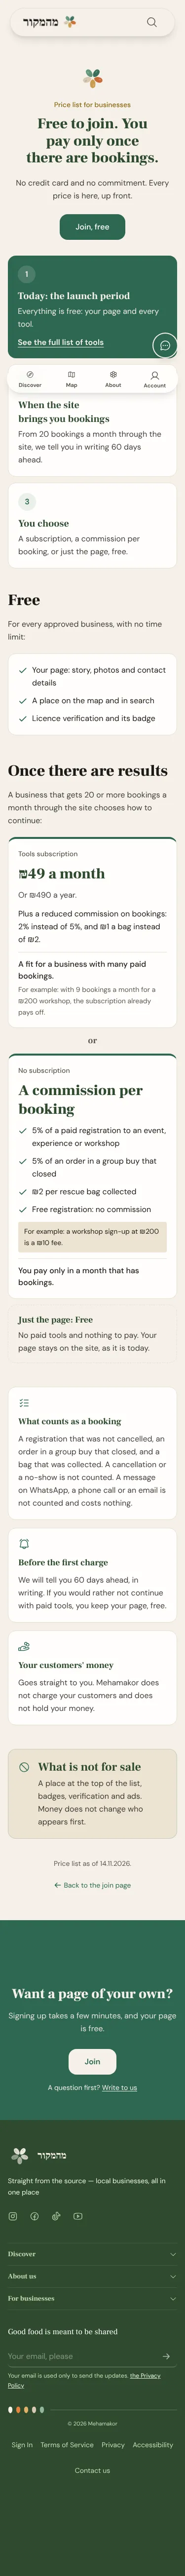 מהמקור
Price list for businesses
Free to join. You
pay only once
there are bookings.
No credit card and no commitment. Every
price is here, up front.
Join, free
1
Today: the launch period
Everything is free: your page and every
tool.
See the full list of tools
Discover
Map
About
Account
When the site
brings you bookings
From 20 bookings a month through the
site, we tell you in writing 60 days
ahead.
3
You choose
A subscription, a commission per
booking, or just the page, free.
Free
For every approved business, with no time
limit:
Your page: story, photos and contact
details
A place on the map and in search
Licence verification and its badge
Once there are results
A business that gets 20 or more bookings a
month through the site chooses how to
continue:
Tools subscription
₪49 a month
Or ₪490 a year.
Plus a reduced commission on bookings:
2% instead of 5%, and ₪1 a bag instead
of ₪2.
A fit for a business with many paid
bookings.
For example: with 9 bookings a month for a
₪200 workshop, the subscription already
pays off.
or
No subscription
A commission per
booking
5% of a paid registration to an event,
experience or workshop
5% of an order in a group buy that
closed
₪2 per rescue bag collected
Free registration: no commission
For example: a workshop sign-up at ₪200
is a ₪10 fee.
You pay only in a month that has
bookings.
Just the page: Free
No paid tools and nothing to pay. Your
page stays on the site, as it is today.
What counts as a booking
A registration that was not cancelled, an
order in a group buy that closed, and a
bag that was collected. A cancellation or
a no-show is not counted. A message
on WhatsApp, a phone call or an email is
not counted and costs nothing.
Before the first charge
We will tell you 60 days ahead, in
writing. If you would rather not continue
with paid tools, you keep your page, free.
Your customers' money
Goes straight to you. Mehamakor does
not charge your customers and does
not hold your money.
What is not for sale
A place at the top of the list,
badges, verification and ads.
Money does not change who
appears first.
Price list as of 14.11.2026.
← Back to the join page
Want a page of your own?
Signing up takes a few minutes, and your page
is free.
Join
A question first? Write to us
מהמקור
Straight from the source — local businesses, all in
one place
Discover
About us
For businesses
Good food is meant to be shared
Your email, please
Your email is used only to send the updates. the Privacy
Policy
© 2026 Mehamakor
Sign In
Terms of Service
Privacy
Accessibility
Contact us